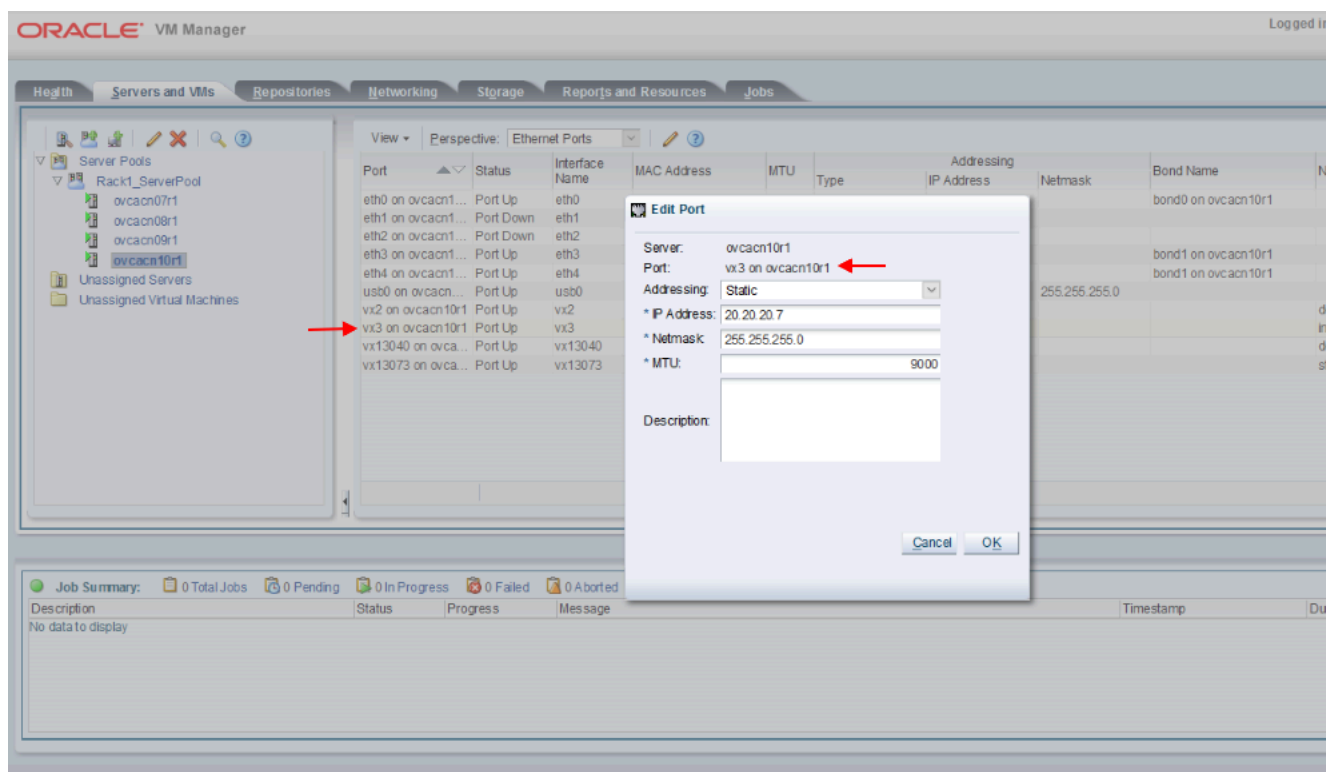 ORACLE VM Manager
Logged in
Health Servers and VMs Repositories Networking Storage Reports and Resources Jobs
View Perspective: Ethernet Ports
Server Pools
Rack1_ServerPool
ovcacn07r1
ovcacn08r1
ovcacn09r1
ovcacn10r1
Unassigned Servers
Unassigned Virtual Machines
Port Status Interface Name MAC Address MTU Addressing Type IP Address Netmask Bond Name N
eth0 on ovcacn1... Port Up eth0 bond0 on ovcacn10r1
eth1 on ovcacn1... Port Down eth1
eth2 on ovcacn1... Port Down eth2
eth3 on ovcacn1... Port Up eth3 bond1 on ovcacn10r1
eth4 on ovcacn1... Port Up eth4 bond1 on ovcacn10r1
usb0 on ovcacn... Port Up usb0 255.255.255.0
vx2 on ovcacn10r1 Port Up vx2 d
vx3 on ovcacn10r1 Port Up vx3 in
vx13040 on ovca... Port Up vx13040 d
vx13073 on ovca... Port Up vx13073 st
Edit Port
Server: ovcacn10r1
Port: vx3 on ovcacn10r1
Addressing: Static
* IP Address: 20.20.20.7
* Netmask: 255.255.255.0
* MTU: 9000
Description:
Cancel OK
Job Summary: 0 Total Jobs 0 Pending 0 In Progress 0 Failed 0 Aborted
Description Status Progress Message Timestamp Du
No data to display